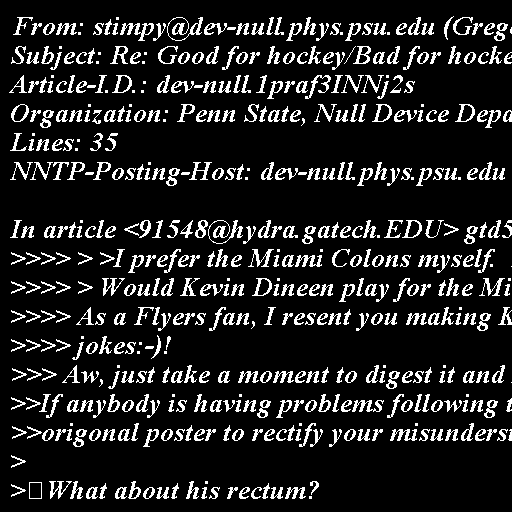 From: stimpy@dev-null.phys.psu.edu (Greg
Subject: Re: Good for hockey/Bad for hocke
Article-I.D.: dev-null.1praf3INNj2s
Organization: Penn State, Null Device Depa
Lines: 35
NNTP-Posting-Host: dev-null.phys.psu.edu

In article <91548@hydra.gatech.EDU> gtd5
>>>> > >I prefer the Miami Colons myself.
>>>> > Would Kevin Dineen play for the Mi
>>>> As a Flyers fan, I resent you making K
>>>> jokes:-)!
>>> Aw, just take a moment to digest it and
>>If anybody is having problems following t
>>origonal poster to rectify your misunderst
>
>What about his rectum?